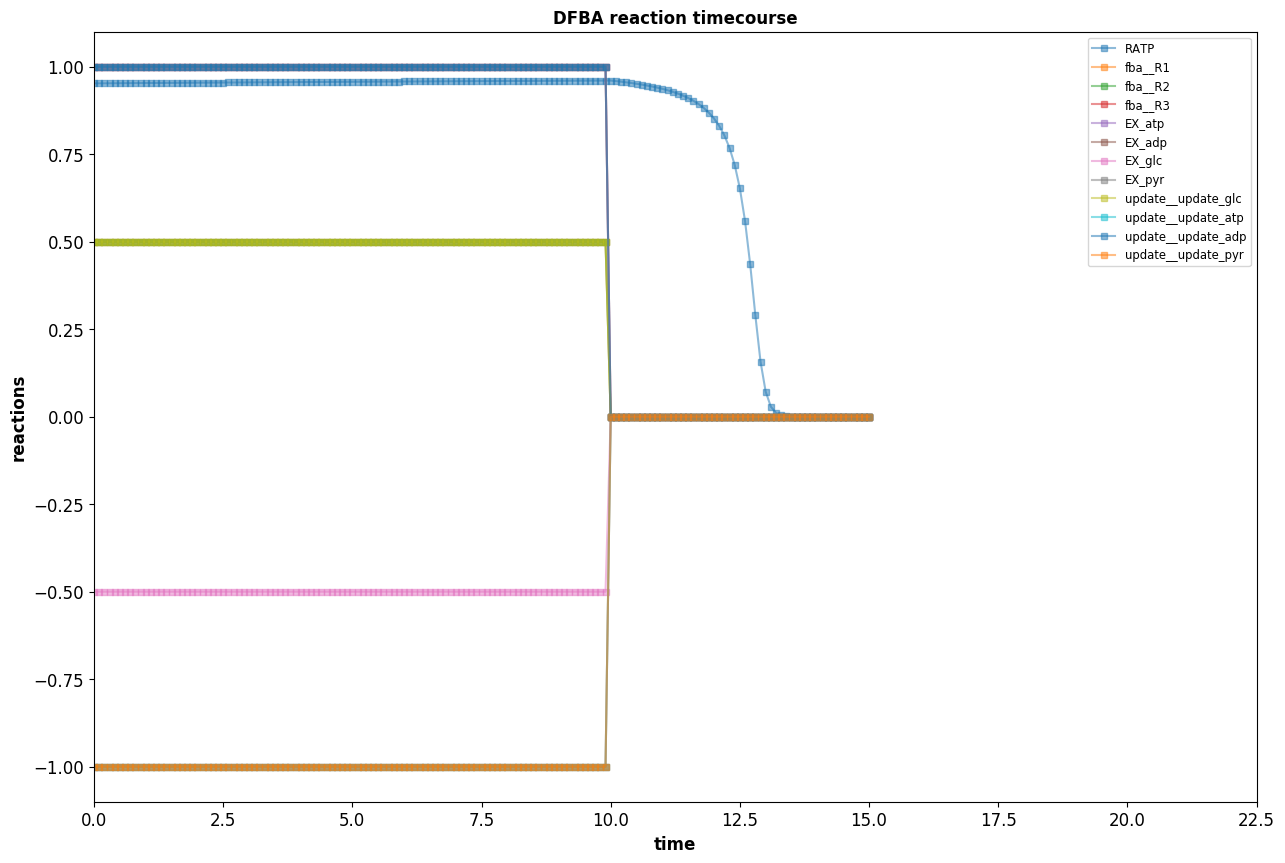 DFBA reaction timecourse
RATP
fba__R1
fba__R2
fba__R3
EX_atp
EX_adp
EX_glc
EX_pyr
update__update_glc
update__update_atp
update__update_adp
update__update_pyr
1.00
0.75
0.50
0.25
0.00
−0.25
−0.50
−0.75
−1.00
reactions
0.0
2.5
5.0
7.5
10.0
12.5
15.0
17.5
20.0
22.5
time